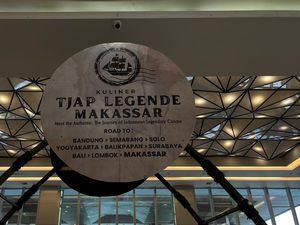 KULINER
TJAP LEGENDE
MAKASSAR
Meet the Authentic: The Journey of Indonesian Legendary Cuisine
ROAD TO :
BANDUNG • SEMARANG • SOLO
YOGYAKARTA • BALIKPAPAN • SURABAYA
BALI • LOMBOK • MAKASSAR